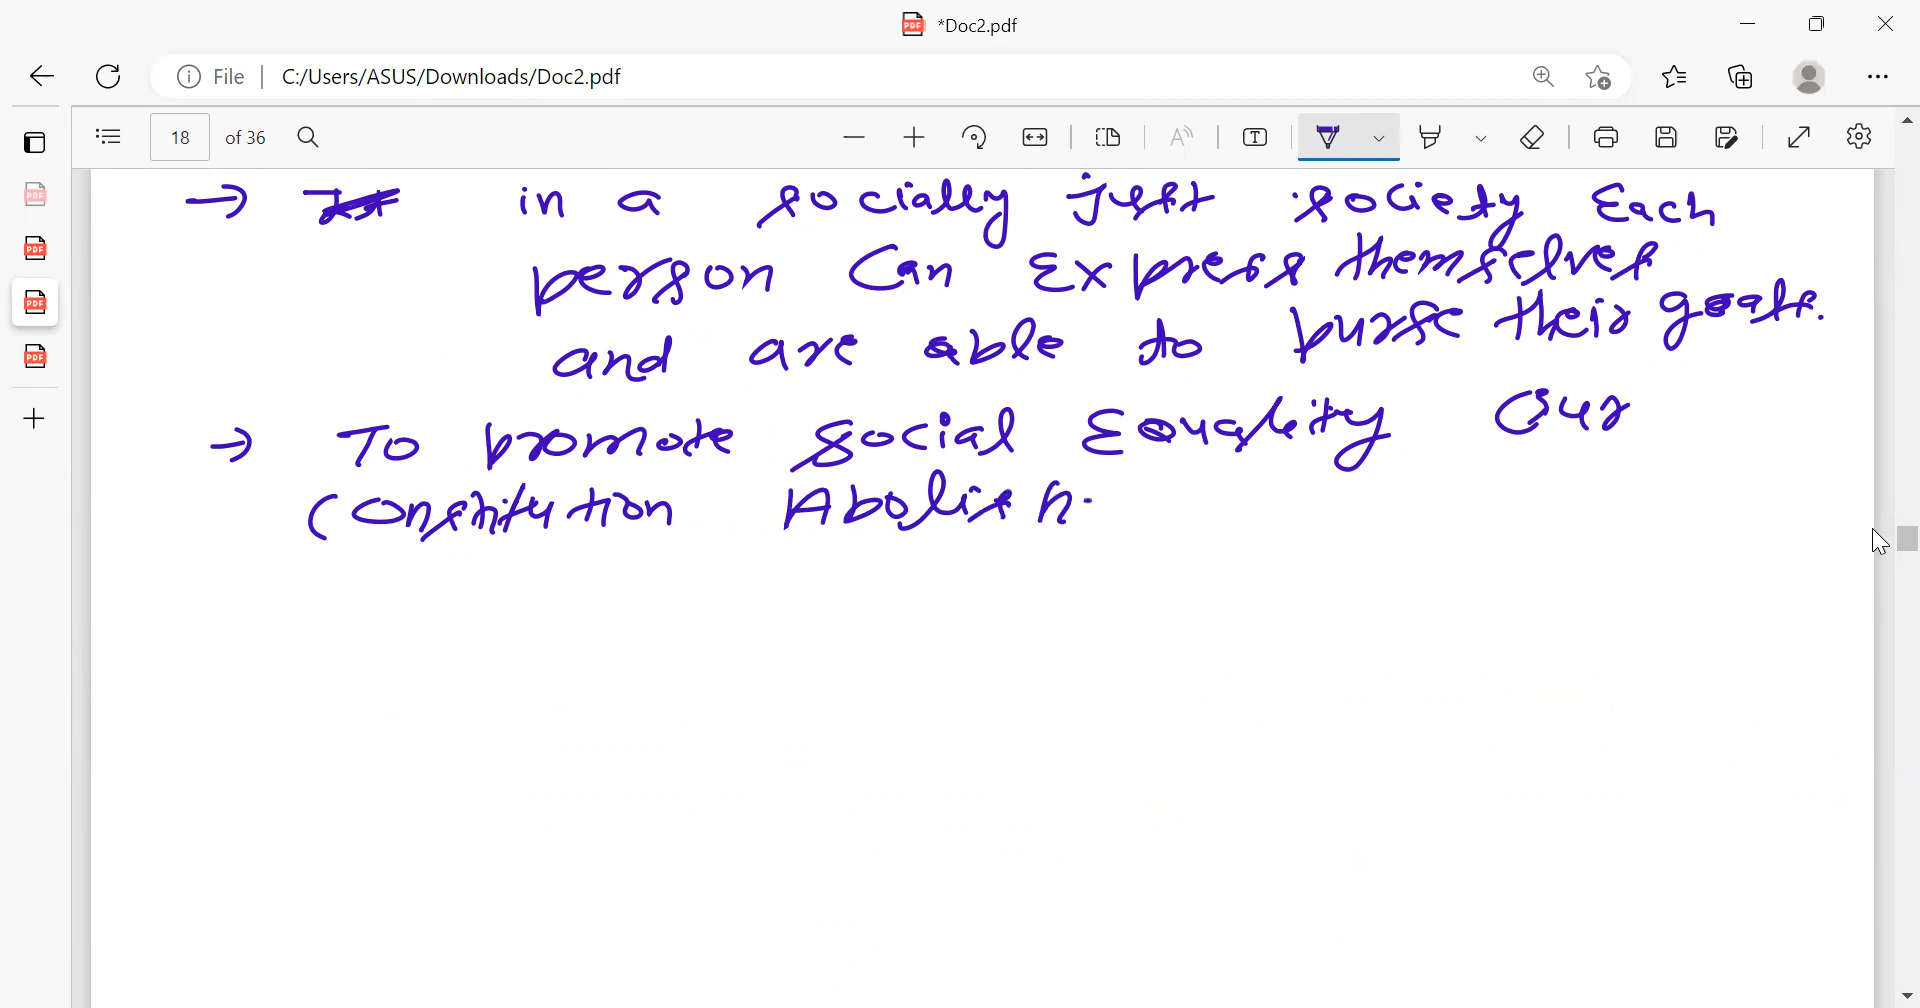 *Doc2.pdf
File | C:/Users/ASUS/Downloads/Doc2.pdf
18 of 36
→ in a socially just society Each
person Can Express themselves
and are able to purse their goals.
→ To promote social Equality Our
Constitution Abolish